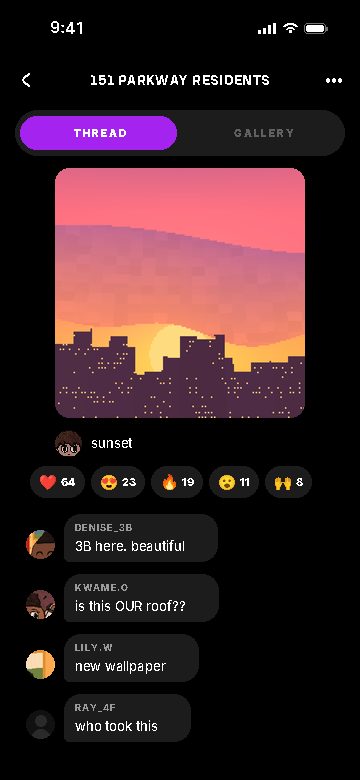 9:41
151 PARKWAY RESIDENTS
THREAD
GALLERY
sunset
❤️ 64 😍 23 🔥 19 😮 11 🙌 8
DENISE_3B
3B here. beautiful
KWAME.O
is this OUR roof??
LILY.W
new wallpaper
RAY_4F
who took this